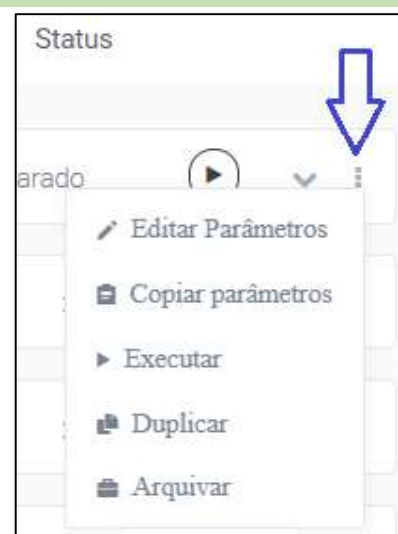 Status
arado
Editar Parâmetros
Copiar parâmetros
Executar
Duplicar
Arquivar